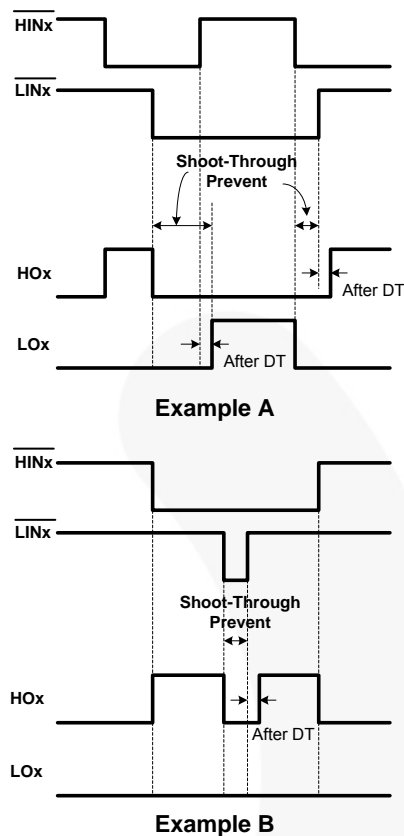 HINx
LINx
Shoot-Through
Prevent
HOx
After DT
LOx
After DT
Example A
HINx
LINx
Shoot-Through
Prevent
HOx
After DT
LOx
Example B